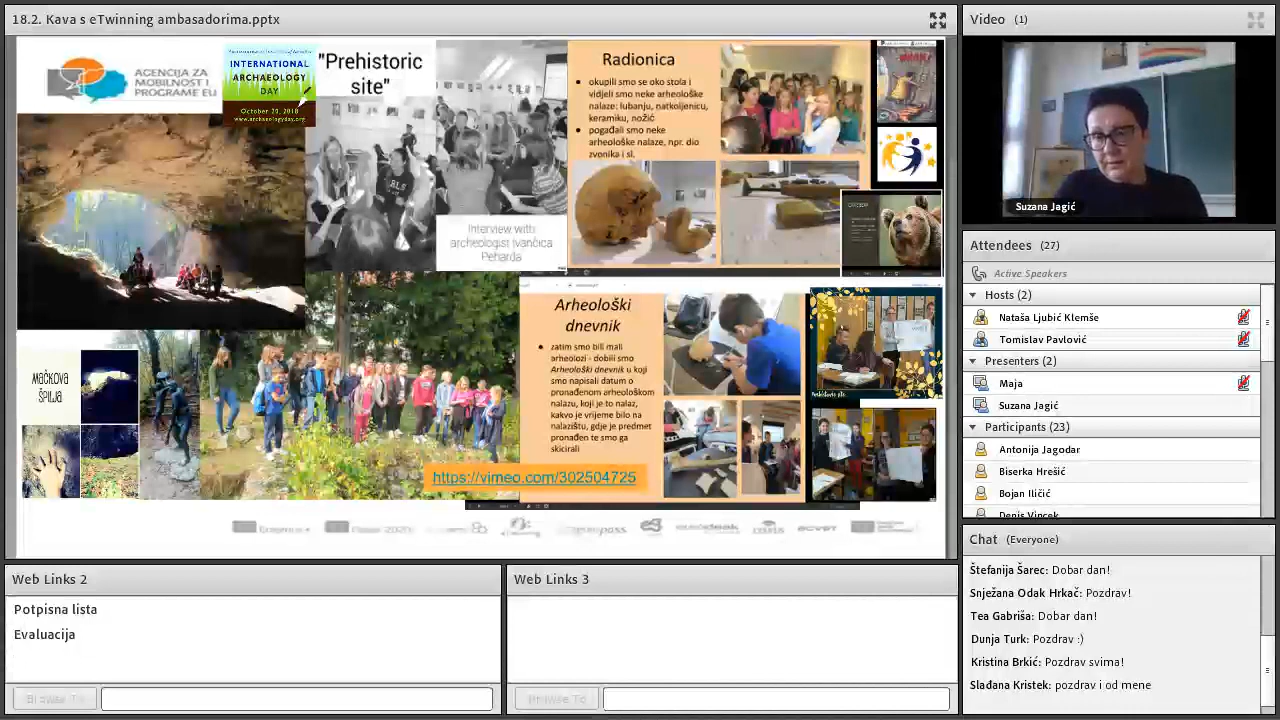 18.2. Kava s eTwinning ambasadorima.pptx
AGENCIJA ZA
MOBILNOST I
PROGRAME EU
INTERNATIONAL
ARCHAEOLOGY
DAY
October 20, 2018
www.archaeologyday.org
"Prehistoric
site"
Interview with
archeologist Ivančica
Peharda
Radionica
• okupili smo se oko stola i
vidjeli smo neke arheološke
nalaze: lubanju, natkoljenicu,
keramiku, nožić
• pogađali smo neke
arheološke nalaze, npr. dio
zvonika i sl.
Mačkova
špilja
Arheološki
dnevnik
• zatim smo bili mali
arheolozi - dobili smo
Arheološki dnevnik u koji
smo napisali datum o
pronađenom arheološkom
nalazu, koji je to nalaz,
kakvo je vrijeme bilo na
nalazištu, gdje je predmet
pronađen te smo ga
skicirali
https://vimeo.com/302504725
Web Links 2
Potpisna lista
Evaluacija
Browse To
Web Links 3
Browse To
Video (1)
Suzana Jagić
Attendees (27)
Active Speakers
Hosts (2)
Nataša Ljubić Klemše
Tomislav Pavlović
Presenters (2)
Maja
Suzana Jagić
Participants (23)
Antonija Jagodar
Biserka Hrešić
Bojan Iličić
Denis Vincek
Chat (Everyone)
Štefanija Šarec: Dobar dan!
Snježana Odak Hrkač: Pozdrav!
Tea Gabriša: Dobar dan!
Dunja Turk: Pozdrav :)
Kristina Brkić: Pozdrav svima!
Slađana Kristek: pozdrav i od mene